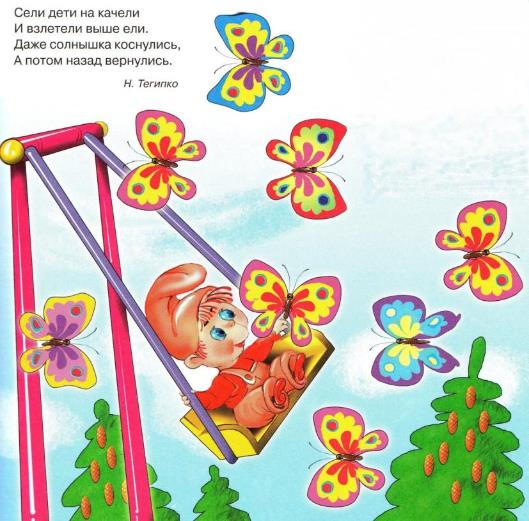 Сели дети на качели
И взлетели выше ели.
Даже солнышка коснулись,
А потом назад вернулись.
Н. Тегипко